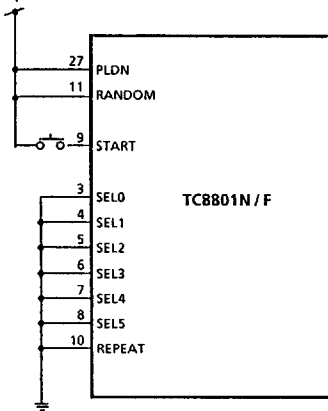 27 PLDN
11 RANDOM
9 START
3 SEL0
TC8801N / F
4 SEL1
5 SEL2
6 SEL3
7 SEL4
8 SEL5
10 REPEAT